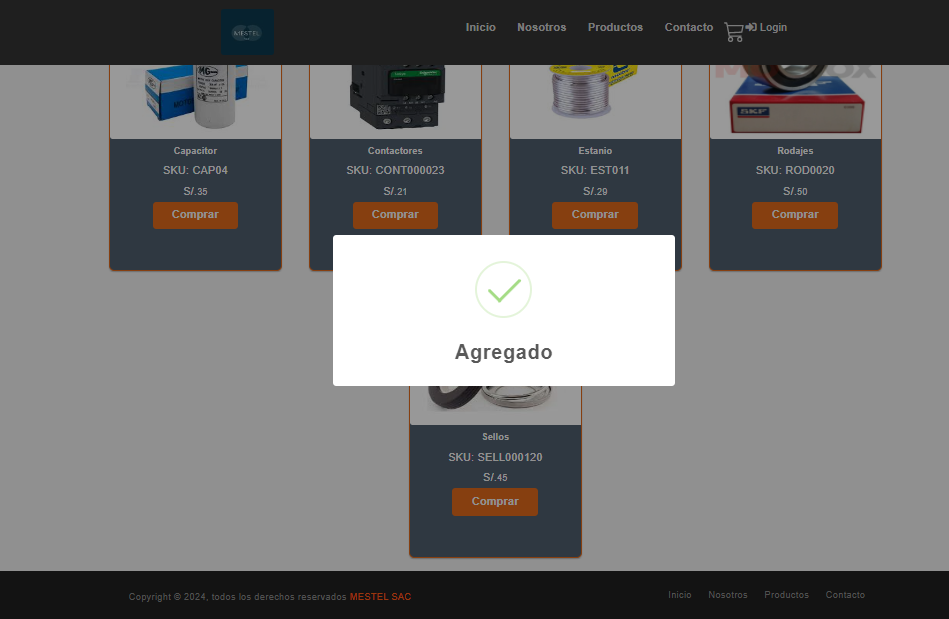 MESTEL
Inicio Nosotros Productos Contacto Login
SKF
Capacitor Contactores Estanio Rodajes
SKU: CAP04 SKU: CONT000023 SKU: EST011 SKU: ROD0020
S/.35 S/.21 S/.29 S/.50
Comprar Comprar Comprar Comprar
Agregado
Sellos
SKU: SELL000120
S/.45
Comprar
Copyright © 2024, todos los derechos reservados MESTEL SAC Inicio Nosotros Productos Contacto